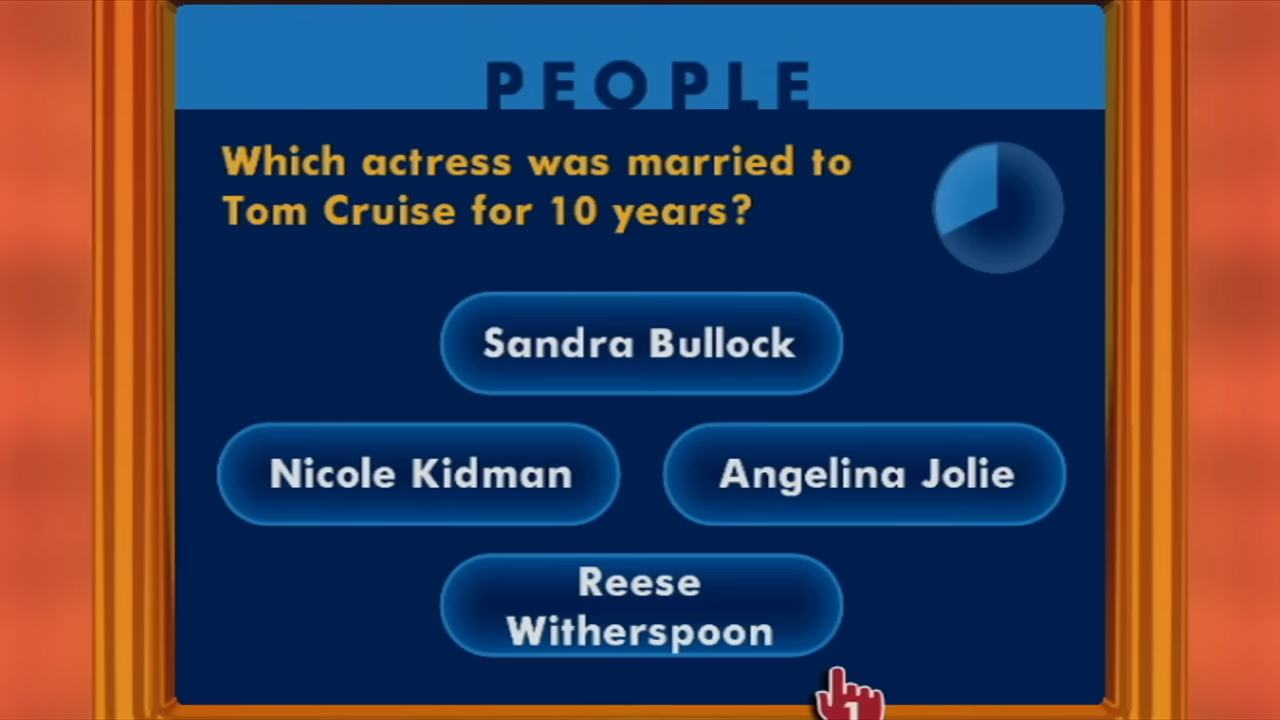 PEOPLE
Which actress was married to
Tom Cruise for 10 years?
Sandra Bullock
Nicole Kidman
Angelina Jolie
Reese
Witherspoon
1